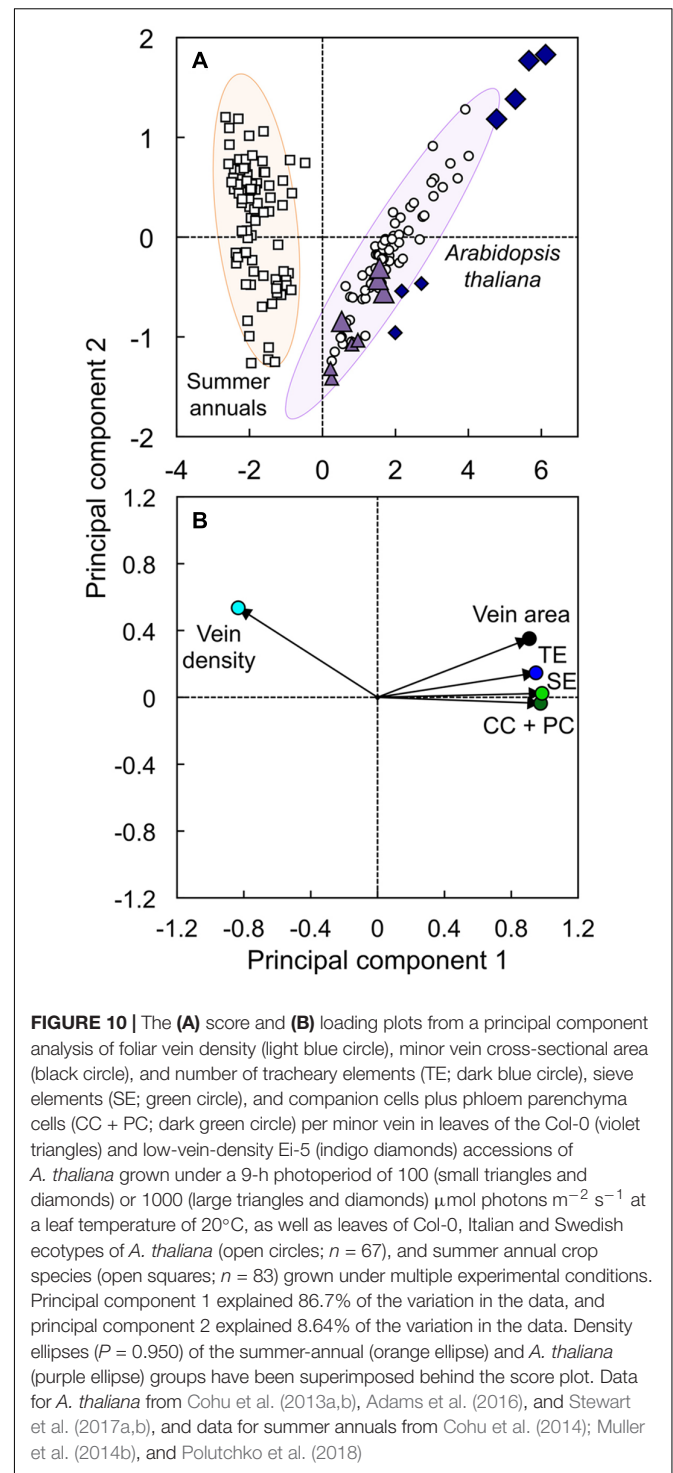 2
A
1
0
Arabidopsis
thaliana
-1
Summer
annuals
-2
-4 -2 0 2 4 6
Principal component 2
1.2
B
0.8
Vein area
0.4
Vein
density
TE
SE
0
CC + PC
-0.4
-0.8
-1.2
-1.2 -0.8 -0.4 0 0.4 0.8 1.2
Principal component 1
FIGURE 10 | The (A) score and (B) loading plots from a principal component
analysis of foliar vein density (light blue circle), minor vein cross-sectional area
(black circle), and number of tracheary elements (TE; dark blue circle), sieve
elements (SE; green circle), and companion cells plus phloem parenchyma
cells (CC + PC; dark green circle) per minor vein in leaves of the Col-0 (violet
triangles) and low-vein-density Ei-5 (indigo diamonds) accessions of
A. thaliana grown under a 9-h photoperiod of 100 (small triangles and
diamonds) or 1000 (large triangles and diamonds) μmol photons m−2 s−1 at
a leaf temperature of 20°C, as well as leaves of Col-0, Italian and Swedish
ecotypes of A. thaliana (open circles; n = 67), and summer annual crop
species (open squares; n = 83) grown under multiple experimental conditions.
Principal component 1 explained 86.7% of the variation in the data, and
principal component 2 explained 8.64% of the variation in the data. Density
ellipses (P = 0.950) of the summer-annual (orange ellipse) and A. thaliana
(purple ellipse) groups have been superimposed behind the score plot. Data
for A. thaliana from Cohu et al. (2013a,b), Adams et al. (2016), and Stewart
et al. (2017a,b), and data for summer annuals from Cohu et al. (2014); Muller
et al. (2014b), and Polutchko et al. (2018)